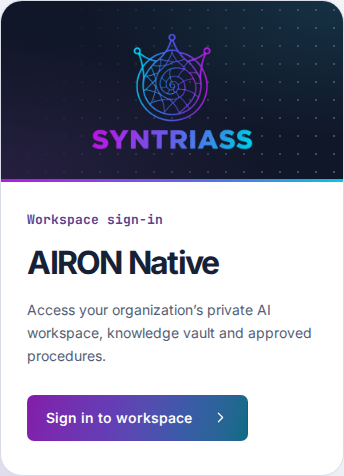 SYNTRIASS
Workspace sign-in
AIRON Native
Access your organization’s private AI
workspace, knowledge vault and approved
procedures.
Sign in to workspace